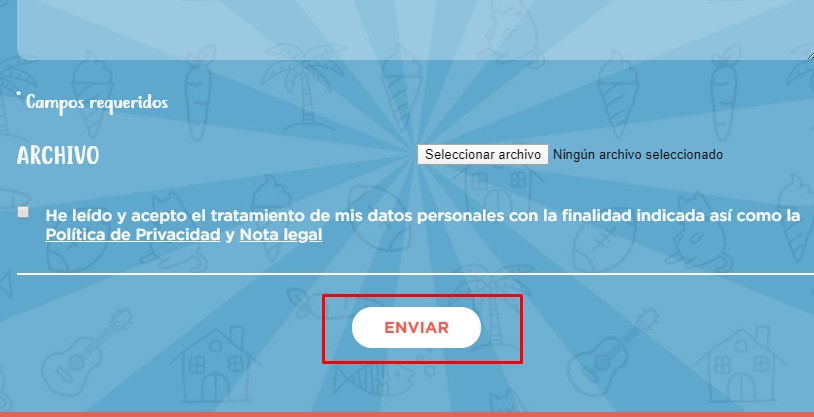 * Campos requeridos
ARCHIVO
Seleccionar archivo Ningún archivo seleccionado
He leído y acepto el tratamiento de mis datos personales con la finalidad indicada así como la
Política de Privacidad y Nota legal
ENVIAR